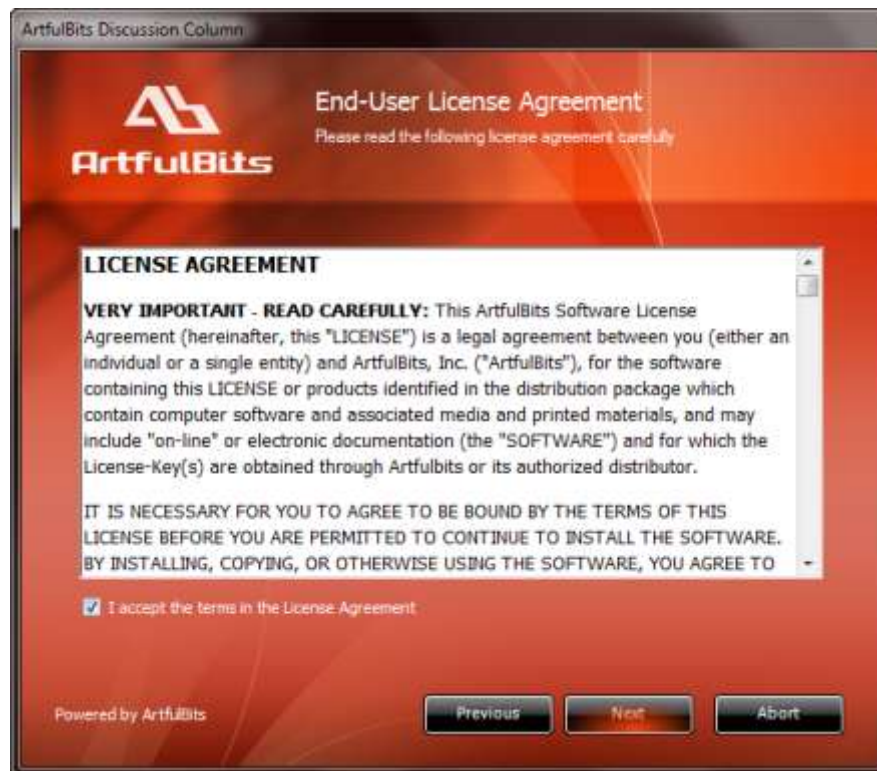 ArtfulBits Discussion Column
ArtfulBits
End-User License Agreement
Please read the following license agreement carefully
LICENSE AGREEMENT
VERY IMPORTANT - READ CAREFULLY: This ArtfulBits Software License
Agreement (hereinafter, this "LICENSE") is a legal agreement between you (either an
individual or a single entity) and ArtfulBits, Inc. ("ArtfulBits"), for the software
containing this LICENSE or products identified in the distribution package which
contain computer software and associated media and printed materials, and may
include "on-line" or electronic documentation (the "SOFTWARE") and for which the
License-Key(s) are obtained through Artfulbits or its authorized distributor.
IT IS NECESSARY FOR YOU TO AGREE TO BE BOUND BY THE TERMS OF THIS
LICENSE BEFORE YOU ARE PERMITTED TO CONTINUE TO INSTALL THE SOFTWARE.
BY INSTALLING, COPYING, OR OTHERWISE USING THE SOFTWARE, YOU AGREE TO
I accept the terms in the License Agreement
Powered by ArtfulBits
Previous
Next
Abort